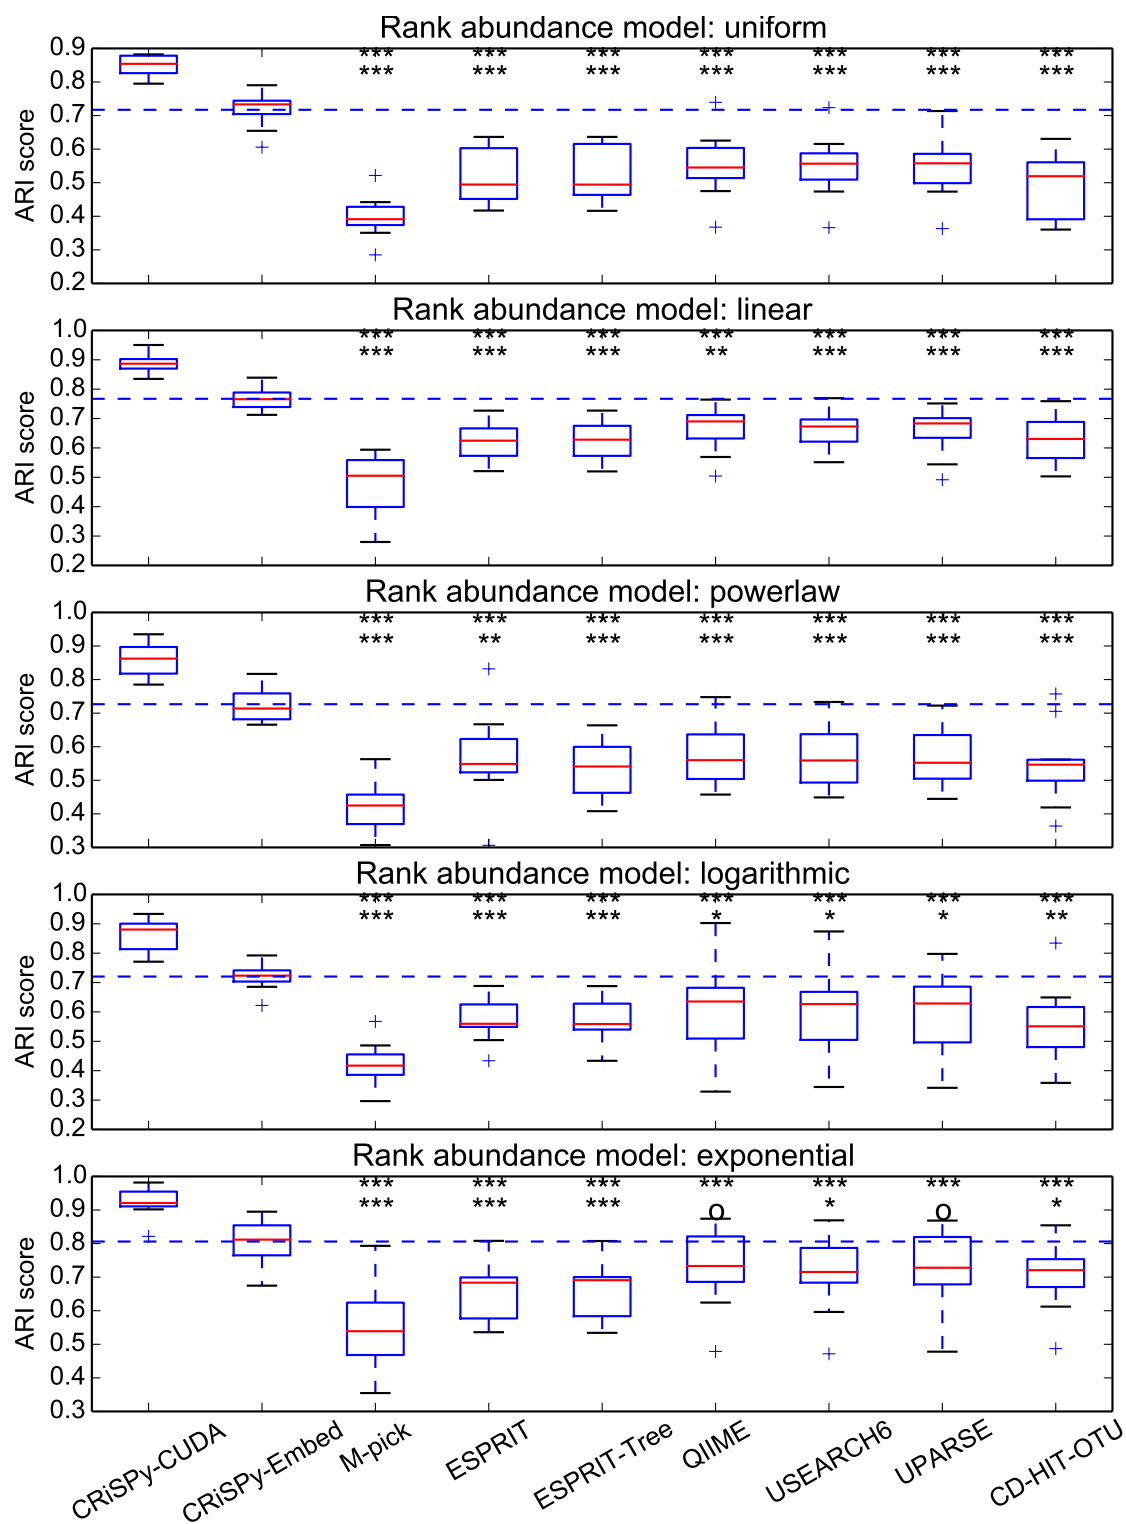 Rank abundance model: uniform
ARI score
0.9
*** *** *** *** *** *** ***
0.8
*** *** *** *** *** *** ***
0.7
0.6
0.5
0.4
0.3
0.2
Rank abundance model: linear
ARI score
1.0
*** *** *** *** *** *** ***
0.9
*** *** *** ** *** *** ***
0.8
0.7
0.6
0.5
0.4
0.3
0.2
Rank abundance model: powerlaw
ARI score
1.0
*** *** *** *** *** *** ***
0.9
*** ** *** *** *** *** ***
0.8
0.7
0.6
0.5
0.4
0.3
Rank abundance model: logarithmic
ARI score
1.0
*** *** *** *** *** *** ***
0.9
*** *** *** * * * **
0.8
0.7
0.6
0.5
0.4
0.3
0.2
Rank abundance model: exponential
ARI score
1.0
*** *** *** *** *** *** ***
0.9
*** *** *** o * o *
0.8
0.7
0.6
0.5
0.4
0.3
CRiSPy-CUDA
CRiSPy-Embed
M-pick
ESPRIT
ESPRIT-Tree
QIIME
USEARCH6
UPARSE
CD-HIT-OTU